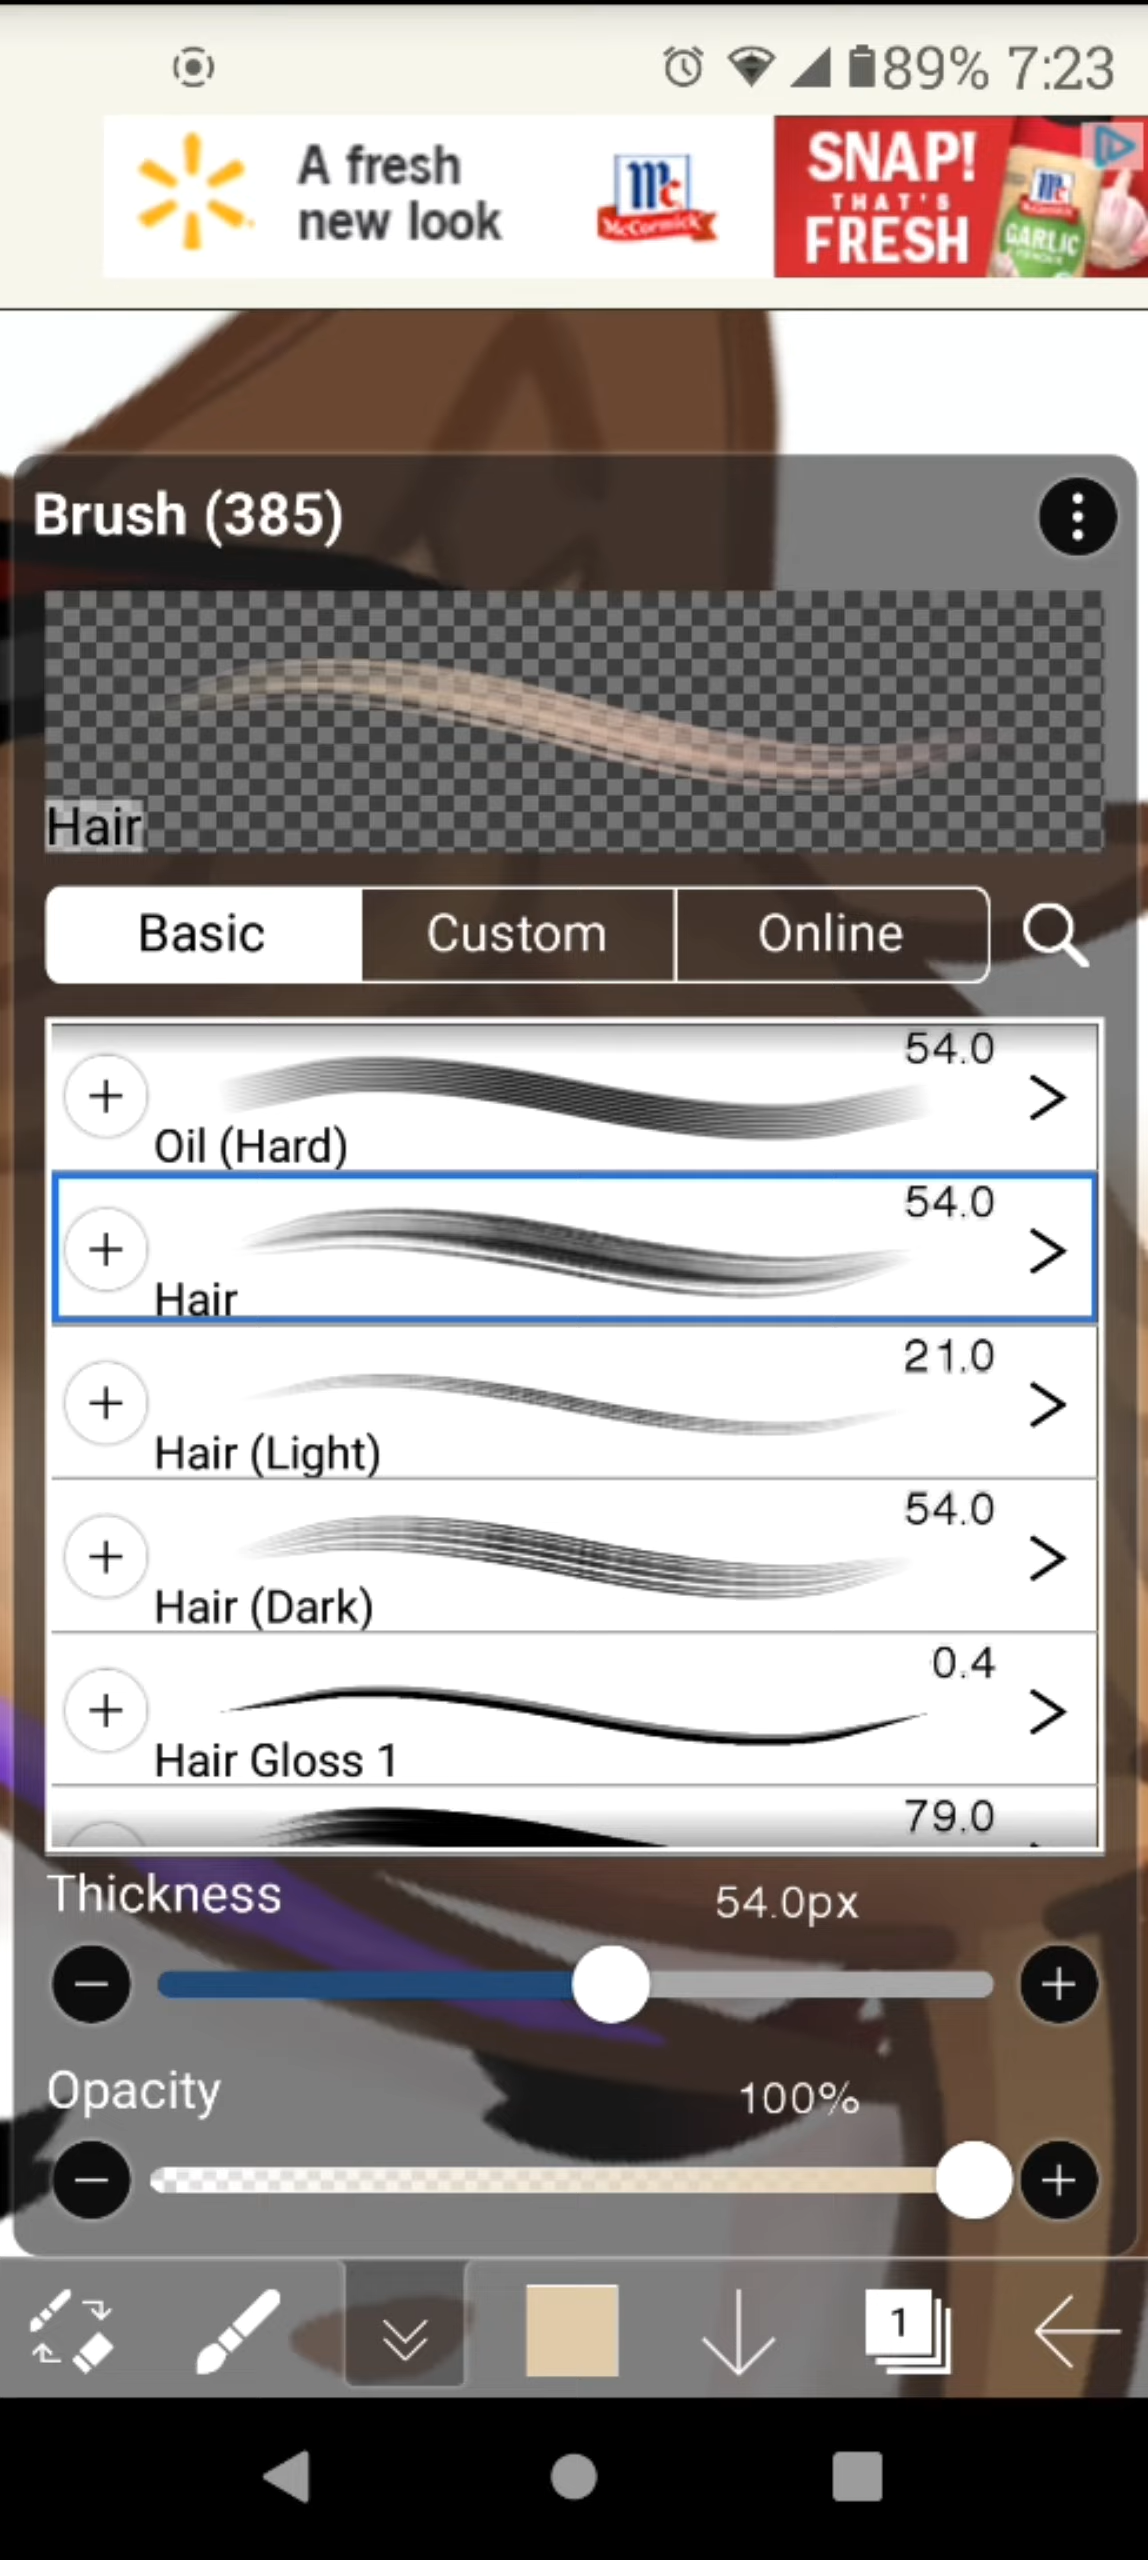 89% 7:23
A fresh
new look
McCormick
SNAP!
THAT'S
FRESH
GARLIC
Brush (385)
Hair
Basic
Custom
Online
54.0
Oil (Hard)
54.0
Hair
21.0
Hair (Light)
54.0
Hair (Dark)
0.4
Hair Gloss 1
79.0
Thickness
54.0px
Opacity
100%
1